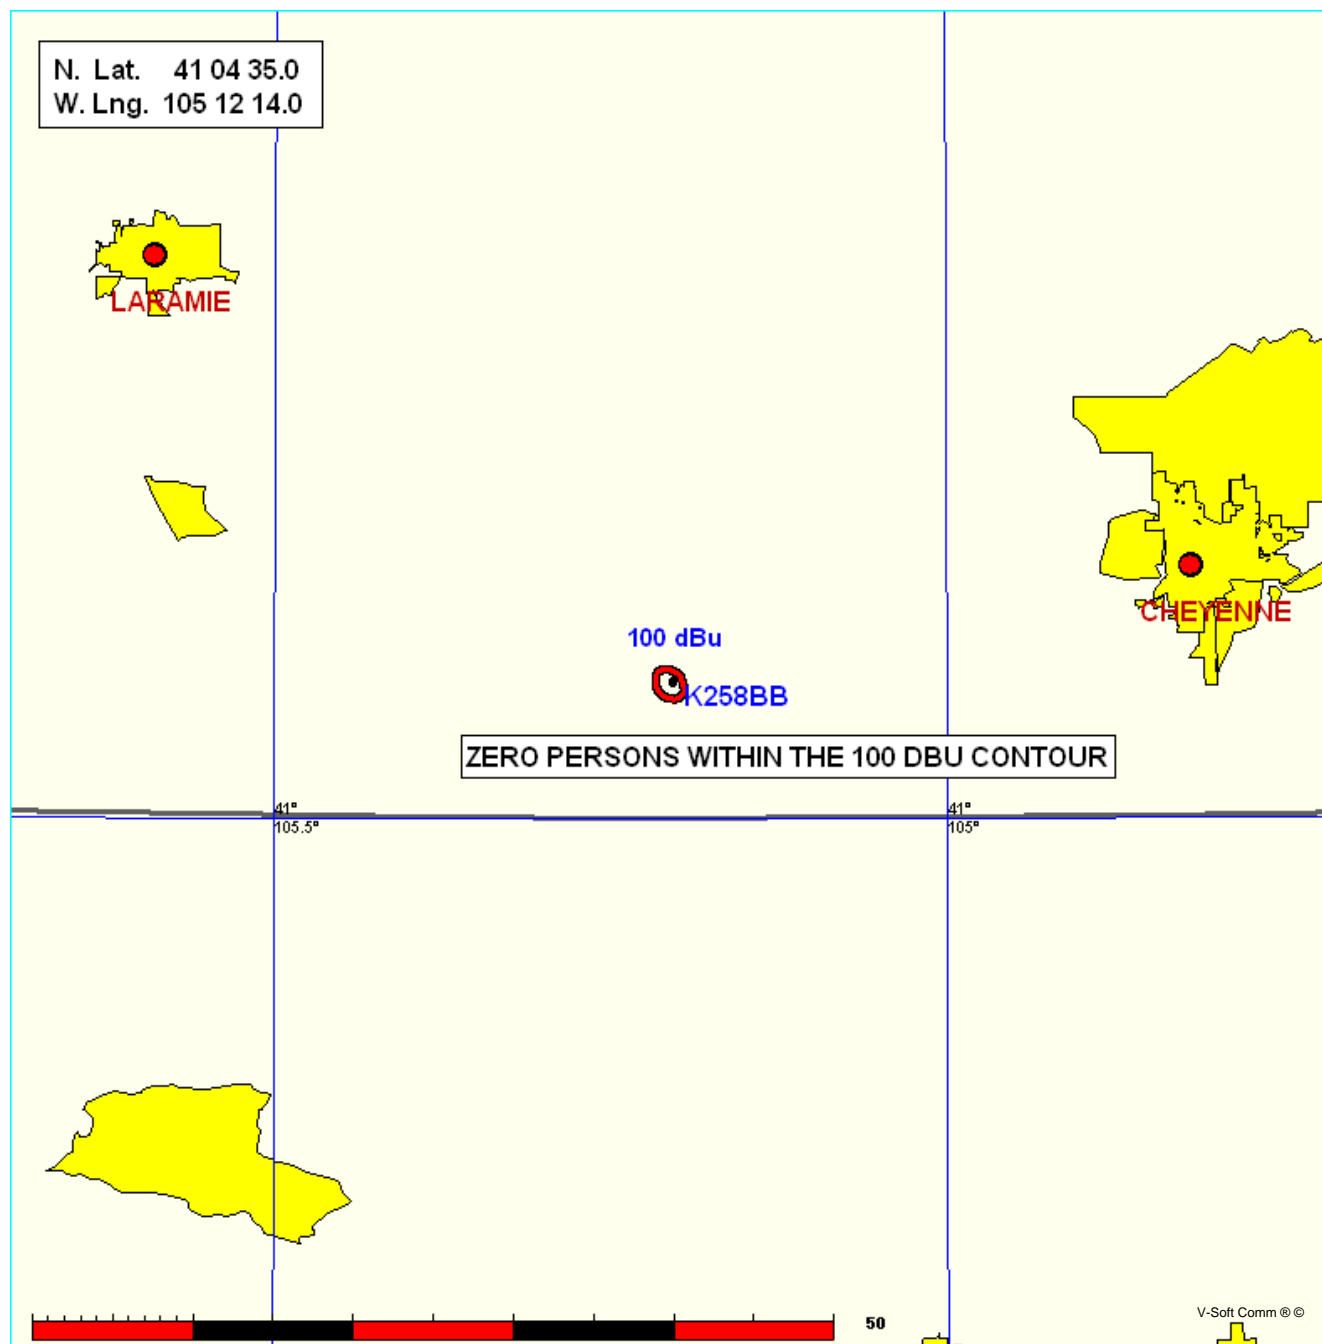 N. Lat. 41 04 35.0
W. Lng. 105 12 14.0
LARAMIE
CHEYENNE
100 dBu
K258BB
ZERO PERSONS WITHIN THE 100 DBU CONTOUR
41°
105.5°
41°
105°
V-Soft Comm ® ©
50